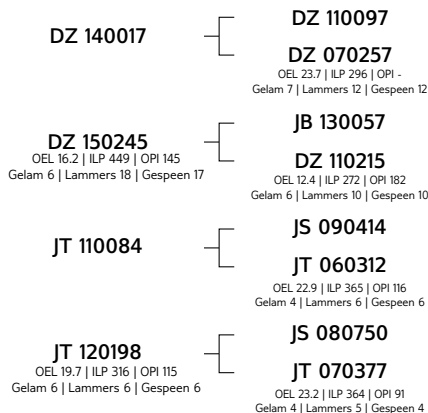 DZ 140017
DZ 110097
DZ 070257
OEL 23.7 | ILP 296 | OPI -
Gelam 7 | Lammers 12 | Gespeen 12
DZ 150245
OEL 16.2 | ILP 449 | OPI 145
Gelam 6 | Lammers 18 | Gespeen 17
JB 130057
DZ 110215
OEL 12.4 | ILP 272 | OPI 182
Gelam 6 | Lammers 10 | Gespeen 10
JT 110084
JS 090414
JT 060312
OEL 22.9 | ILP 365 | OPI 116
Gelam 4 | Lammers 6 | Gespeen 6
JT 120198
OEL 19.7 | ILP 316 | OPI 115
Gelam 6 | Lammers 6 | Gespeen 6
JS 080750
JT 070377
OEL 23.2 | ILP 364 | OPI 91
Gelam 4 | Lammers 5 | Gespeen 4